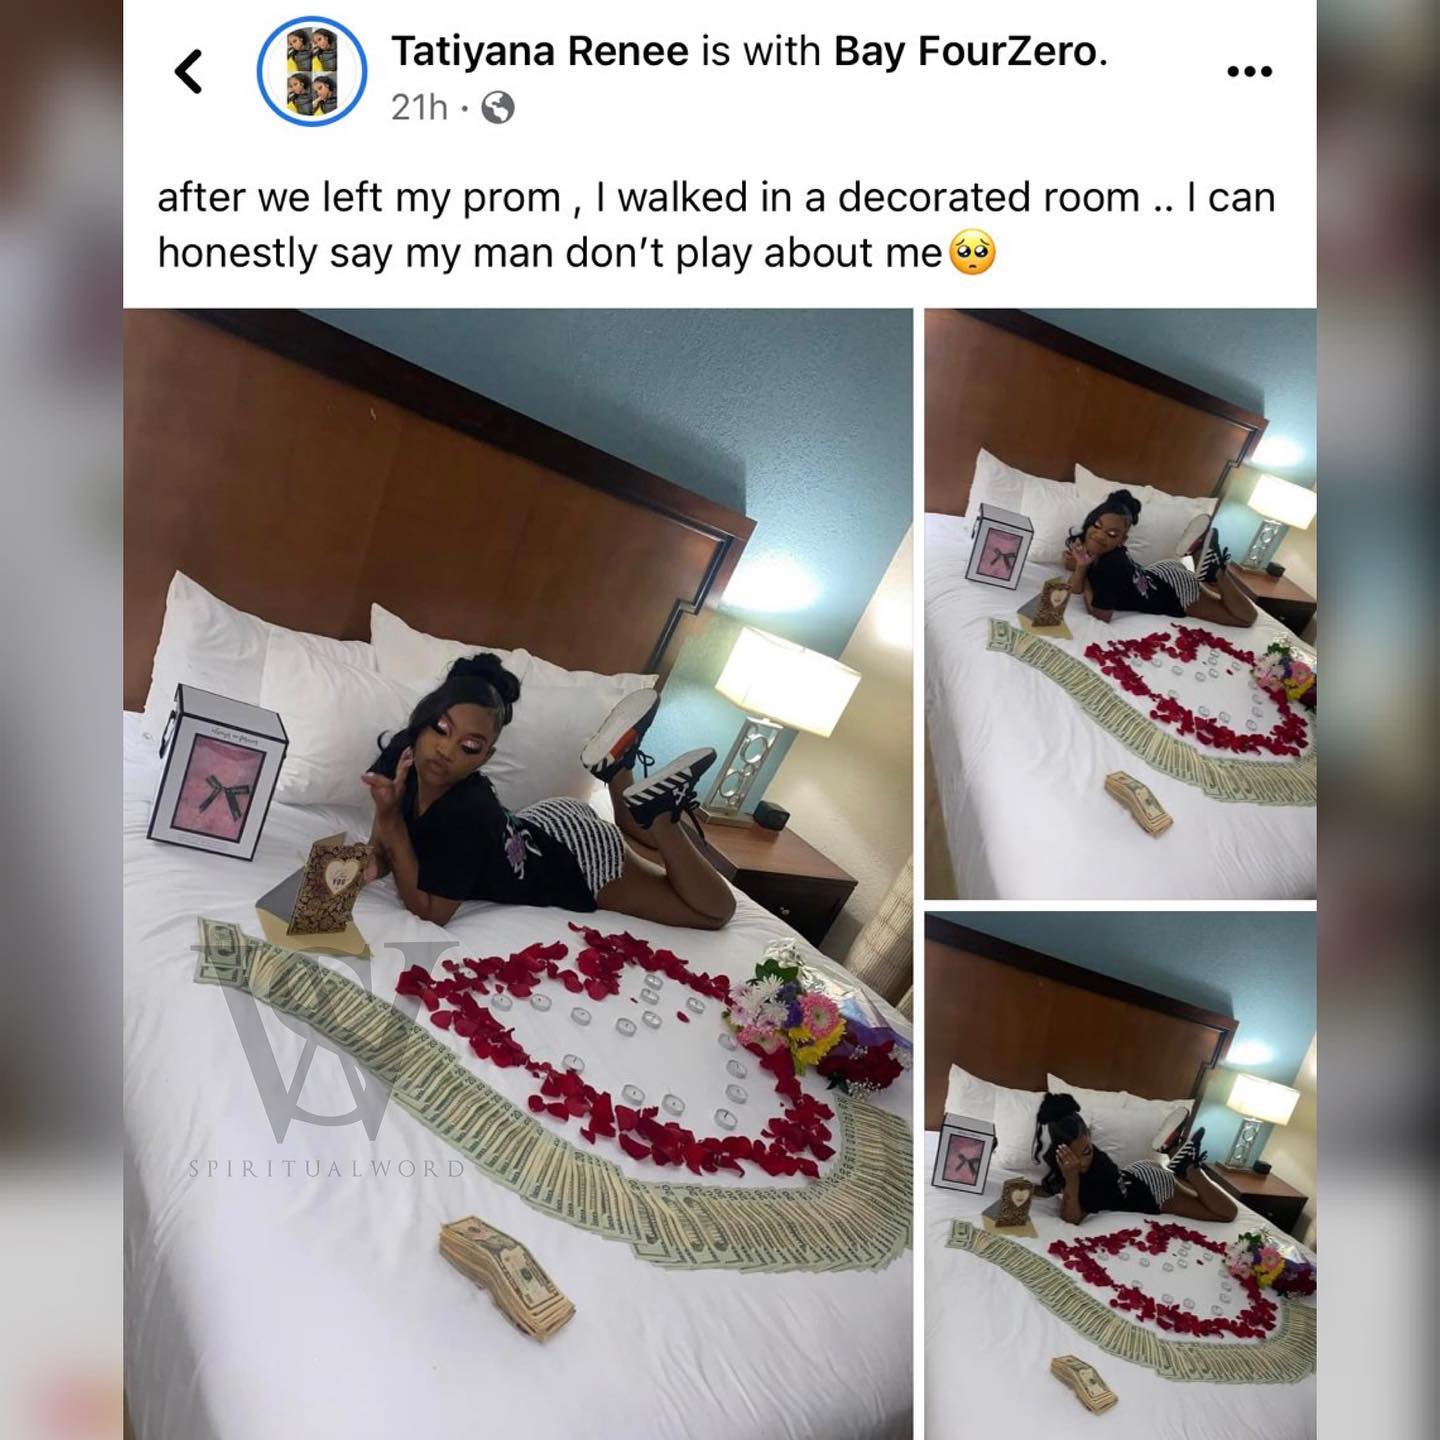 Tatiyana Renee is with Bay FourZero.
21h ·
after we left my prom , I walked in a decorated room .. I can
honestly say my man don't play about me🥺
SPIRITUALWORD